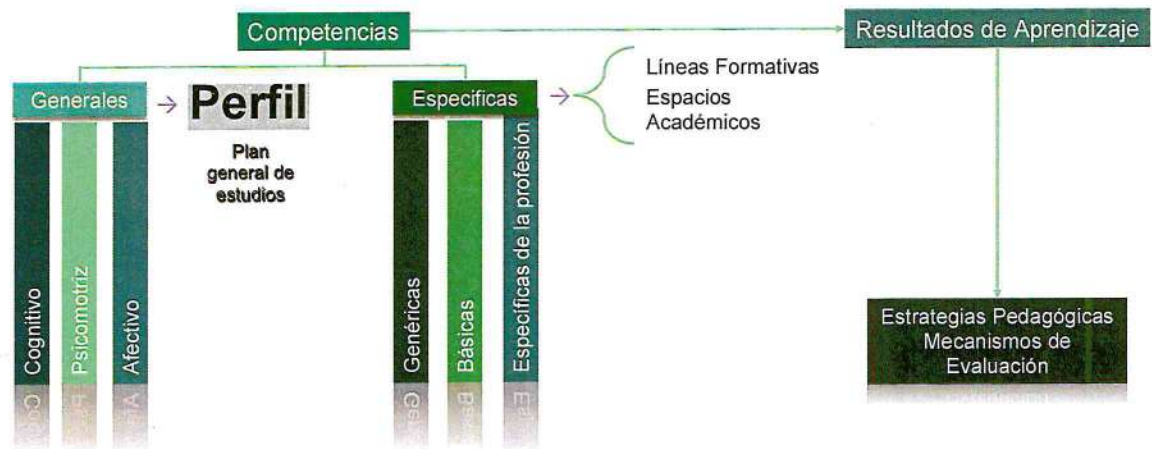 Competencias
Resultados de Aprendizaje
Generales
Perfil
Plan
general de
estudios
Especificas
Líneas Formativas
Espacios
Académicos
Cognitivo
Psicomotriz
Afectivo
Genéricas
Básicas
Específicas de la profesión
Estrategias Pedagógicas
Mecanismos de
Evaluación